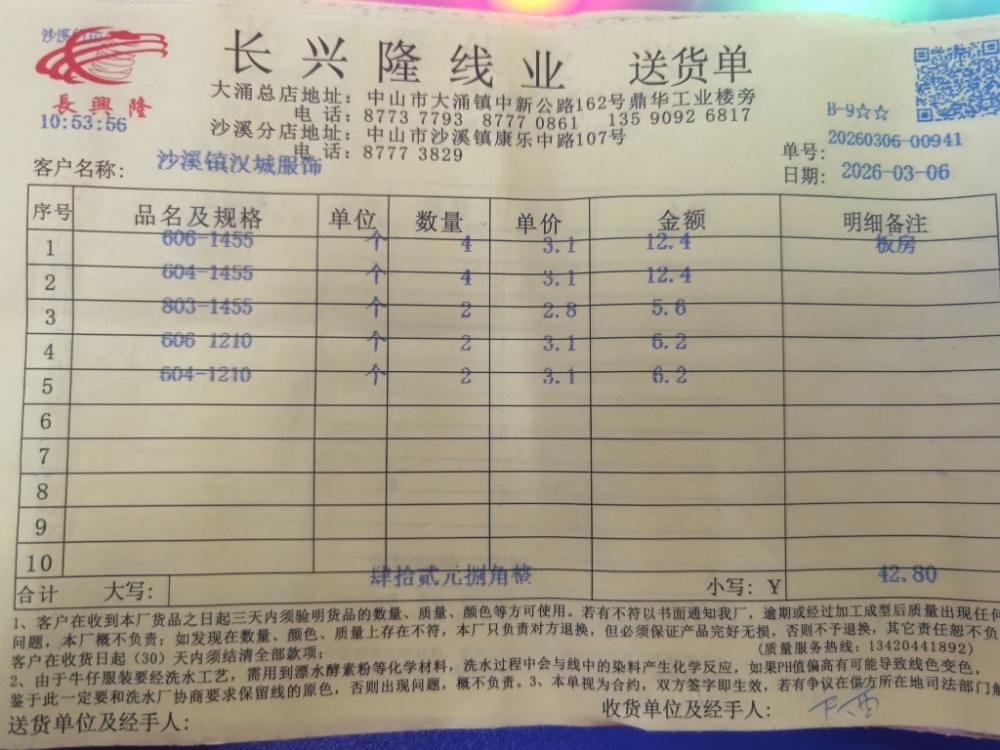 长兴隆线业 送货单
長興隆
大涌总店地址：中山市大涌镇中新公路162号鼎华工业楼旁
电话：8773 7793 8777 0861 135 9092 6817
沙溪分店地址：中山市沙溪镇康乐中路107号
电话：8777 3829
10:53:56
B-9☆☆
单号：20260306-00941
客户名称：沙溪镇汉城服饰
日期：2026-03-06
序号 品名及规格 单位 数量 单价 金额 明细备注
1 606-1455 个 4 3.1 12.4 板房
2 604-1455 个 4 3.1 12.4
3 803-1455 个 2 2.8 5.6
4 606-1210 个 2 3.1 6.2
5 604-1210 个 2 3.1 6.2
6
7
8
9
10
合计 大写：肆拾贰元捌角整 小写：￥ 42.80
1、客户在收到本厂货品之日起三天内须验明货品的数量、质量、颜色等方可使用。若有不符以书面通知我厂，逾期或经过加工成型后质量出现任何
问题，本厂概不负责；如发现在数量、颜色、质量上存在不符，本厂只负责对方退换，但必须保证产品完好无损，否则不予退换，其它责任恕不负
客户在收货日起（30）天内须结清全部款项；
(质量服务热线：13420441892)
2、由于牛仔服装要经洗水工艺，需用到漂水酵素粉等化学材料，洗水过程中会与线中的染料产生化学反应，如果PH值偏高有可能导致线色变色，
鉴于此一定要和洗水厂协商要求保留线的原色，否则出现问题，概不负责。3、本单视为合约，双方签字即生效，若有争议在供方所在地司法部门解
送货单位及经手人：
收货单位及经手人：